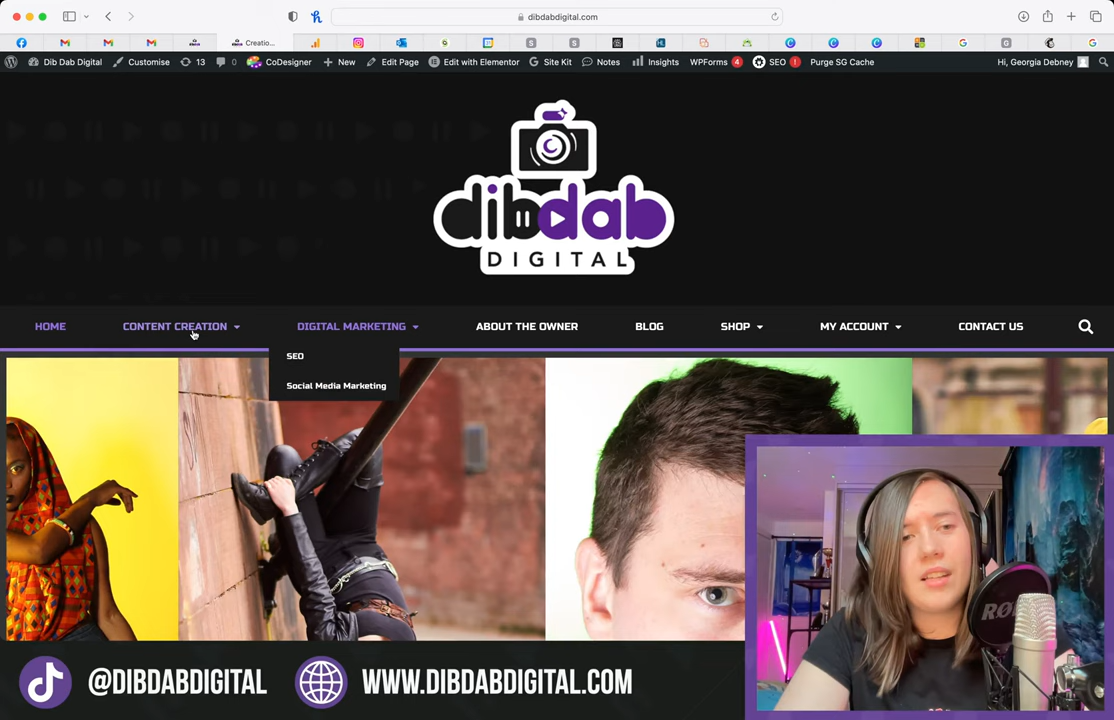 dibdabdigital.com
Creatio...
Dib Dab Digital Customise 13 0 CoDesigner New Edit Page Edit with Elementor Site Kit Notes Insights WPForms 4 SEO ! Purge SG Cache Hi, Georgia Debney
dibdab
DIGITAL
HOME CONTENT CREATION DIGITAL MARKETING ABOUT THE OWNER BLOG SHOP MY ACCOUNT CONTACT US
SEO
Social Media Marketing
RØDE
@DIBDABDIGITAL WWW.DIBDABDIGITAL.COM